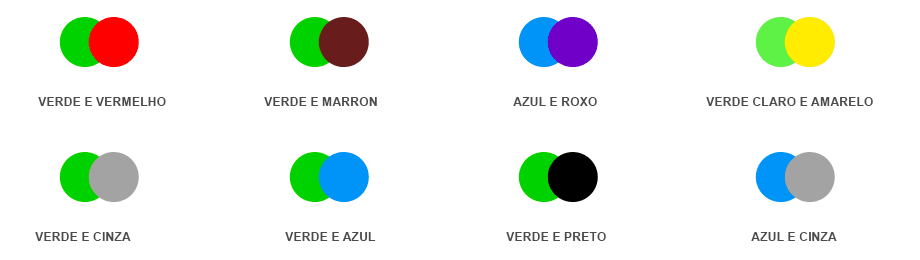 VERDE E VERMELHO
VERDE E MARRON
AZUL E ROXO
VERDE CLARO E AMARELO
VERDE E CINZA
VERDE E AZUL
VERDE E PRETO
AZUL E CINZA